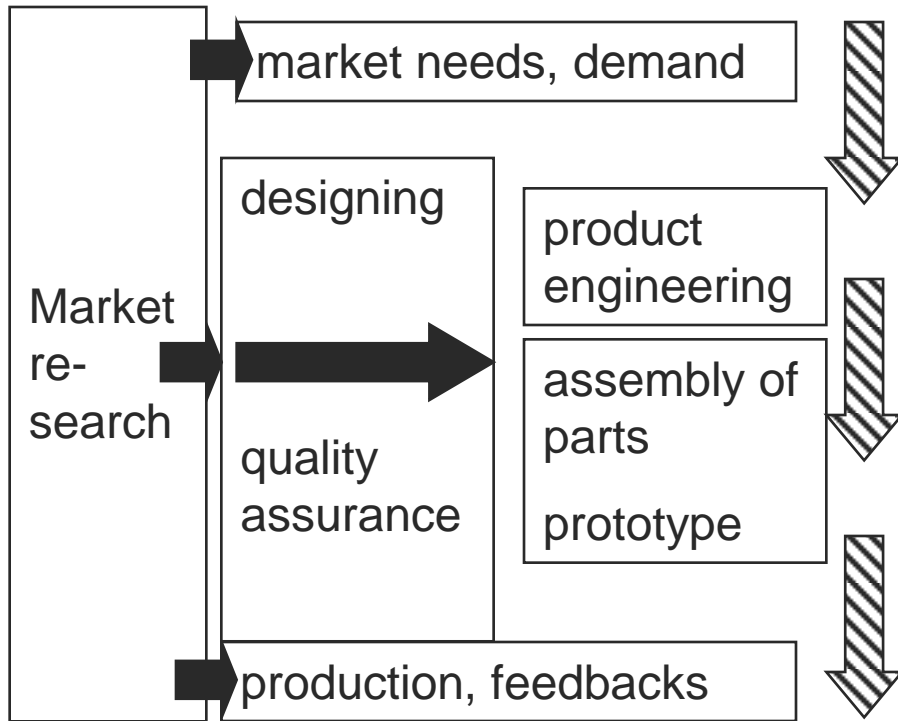 market needs, demand
designing
product
engineering
Market
re-
search
assembly of
parts
quality
assurance
prototype
production, feedbacks